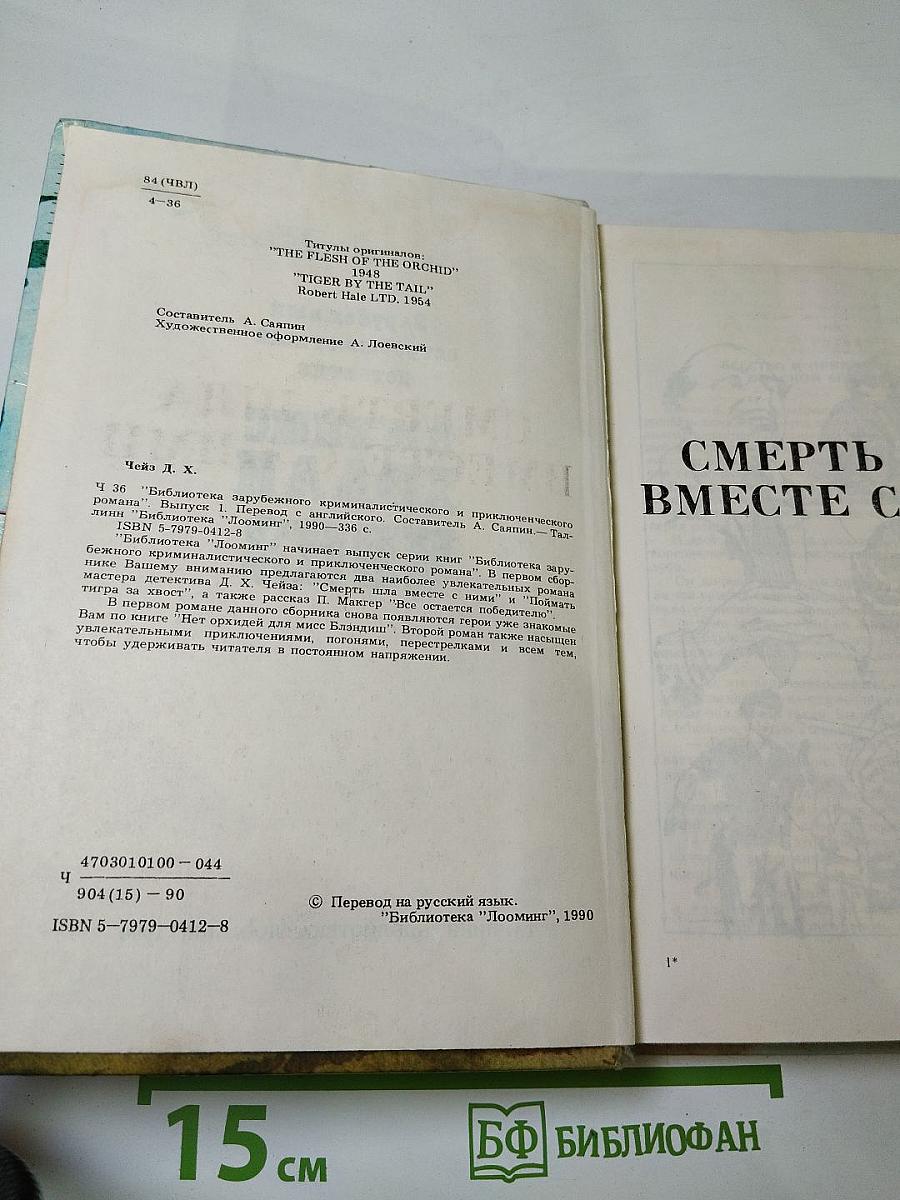 84 (ЧВЛ)
4—36
Титулы оригиналов:
"THE FLESH OF THE ORCHID"
1948
"TIGER BY THE TAIL"
Robert Hale LTD. 1954
Составитель А. Саяпин
Художественное оформление А. Лоевский
Чейз Д. Х.
Ч 36 "Библиотека зарубежного криминалистического и приключенческого
романа". Выпуск 1. Перевод с английского. Составитель А. Саяпин.— Тал-
линн "Библиотека "Лооминг", 1990—336 с.
ISBN 5-7979-0412-8
"Библиотека "Лооминг" начинает выпуск серии книг "Библиотека зару-
бежного криминалистического и приключенческого романа". В первом сбор-
нике Вашему вниманию предлагаются два наиболее увлекательных романа
мастера детектива Д. Х. Чейза: "Смерть шла вместе с ними" и "Поймать
тигра за хвост", а также рассказ П. Макгер "Все остается победителю".
В первом романе данного сборника снова появляются герои уже знакомые
Вам по книге "Нет орхидей для мисс Блэндиш". Второй роман также насыщен
увлекательными приключениями, погонями, перестрелками и всем тем,
чтобы удерживать читателя в постоянном напряжении.
Ч 4703010100—044
904 (15) — 90
ISBN 5—7979—0412—8
© Перевод на русский язык.
"Библиотека "Лооминг", 1990
СМЕРТЬ
ВМЕСТЕ С
1*
15 см
БФ БИБЛИОФАН